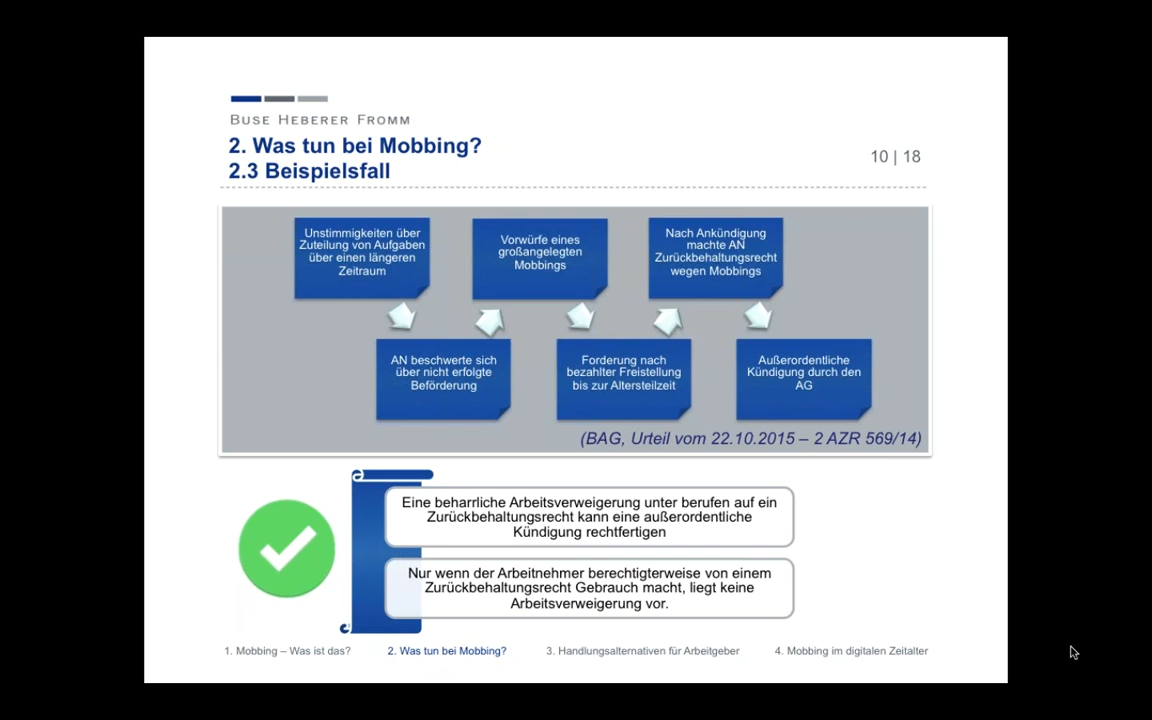 BUSE HEBERER FROMM
2. Was tun bei Mobbing?
2.3 Beispielsfall
10 | 18
Unstimmigkeiten über
Zuteilung von Aufgaben
über einen längeren
Zeitraum
AN beschwerte sich
über nicht erfolgte
Beförderung
Vorwürfe eines
großangelegten
Mobbings
Forderung nach
bezahlter Freistellung
bis zur Altersteilzeit
Nach Ankündigung
machte AN
Zurückbehaltungsrecht
wegen Mobbings
Außerordentliche
Kündigung durch den
AG
(BAG, Urteil vom 22.10.2015 – 2 AZR 569/14)
Eine beharrliche Arbeitsverweigerung unter berufen auf ein
Zurückbehaltungsrecht kann eine außerordentliche
Kündigung rechtfertigen
Nur wenn der Arbeitnehmer berechtigterweise von einem
Zurückbehaltungsrecht Gebrauch macht, liegt keine
Arbeitsverweigerung vor.
1. Mobbing – Was ist das?
2. Was tun bei Mobbing?
3. Handlungsalternativen für Arbeitgeber
4. Mobbing im digitalen Zeitalter